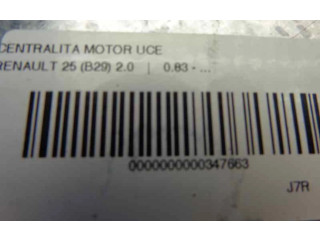 CENTRALITA MOTOR UCE
RENAULT 25 (B29) 2.0 | 0.83 - ...
0000000000347663
J7R